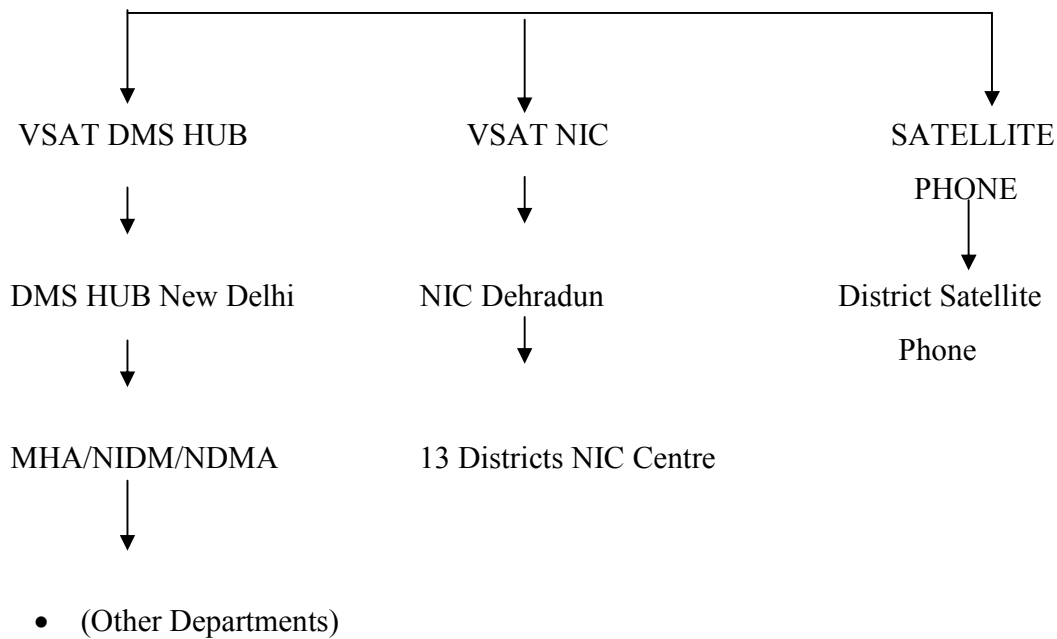 VSAT DMS HUB
VSAT NIC
SATELLITE
PHONE
DMS HUB New Delhi
NIC Dehradun
District Satellite
Phone
MHA/NIDM/NDMA
13 Districts NIC Centre
• (Other Departments)